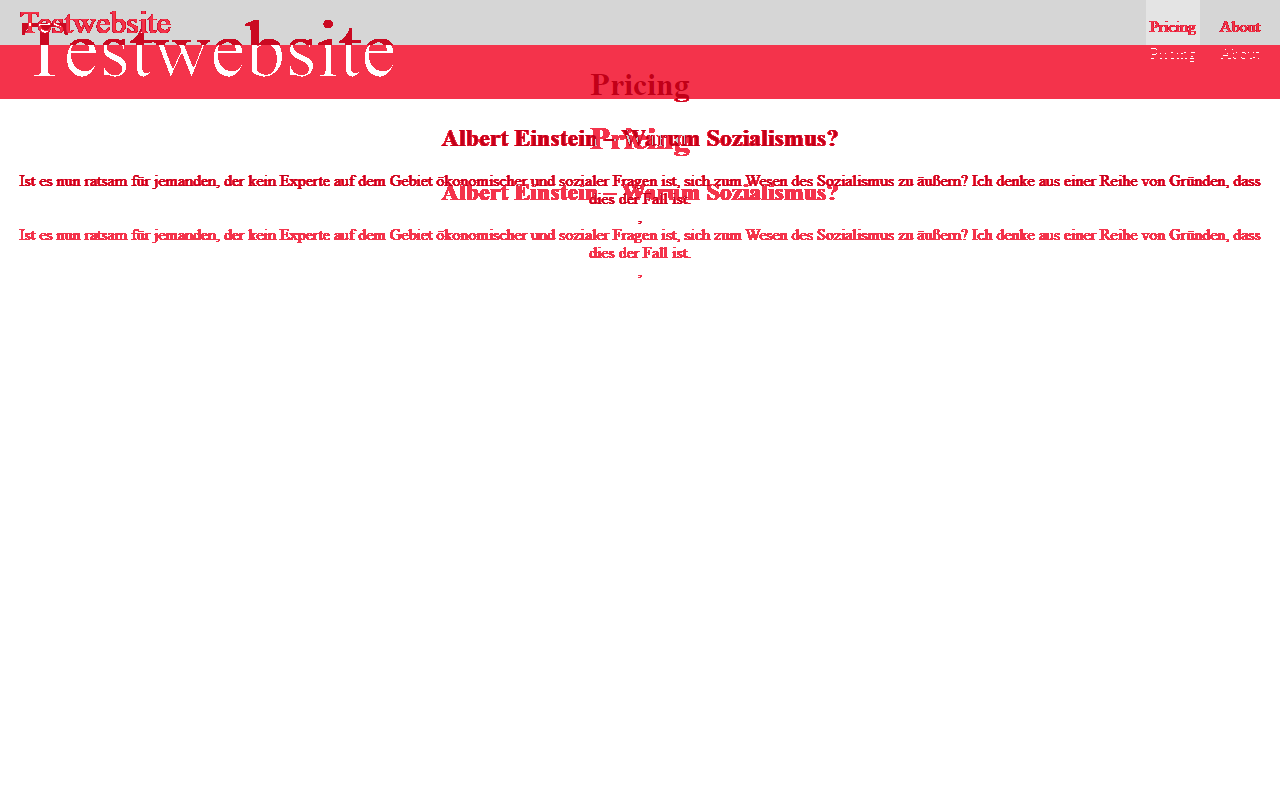 Testwebsite
Pricing About
Testwebsite
Pricing About
Pricing
Albert Einstein – Warum Sozialismus?
Pricing
Ist es nun ratsam für jemanden, der kein Experte auf dem Gebiet ökonomischer und sozialer Fragen ist, sich zum Wesen des Sozialismus zu äußern? Ich denke aus einer Reihe von Gründen, dass
dies der Fall ist.
Albert Einstein – Warum Sozialismus?
,
Ist es nun ratsam für jemanden, der kein Experte auf dem Gebiet ökonomischer und sozialer Fragen ist, sich zum Wesen des Sozialismus zu äußern? Ich denke aus einer Reihe von Gründen, dass
dies der Fall ist.
,